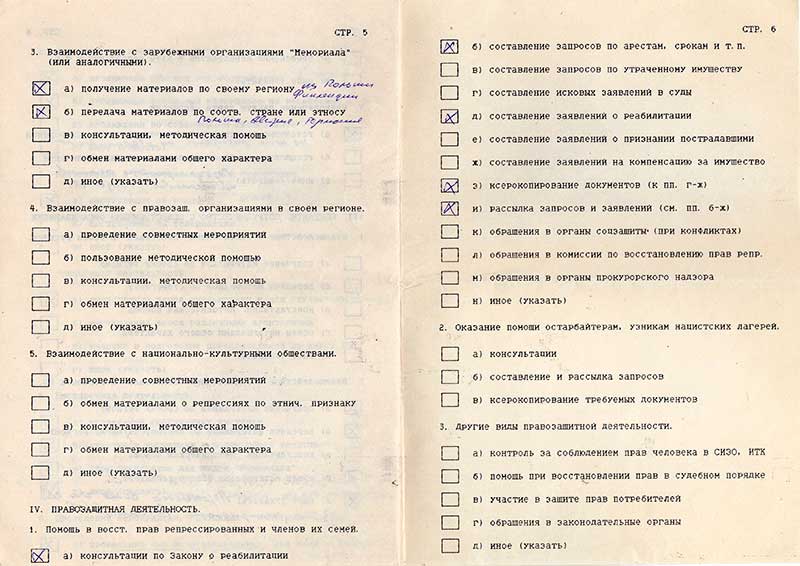 СТР. 5
3. Взаимодействие с зарубежными организациями "Мемориала"
(или аналогичными).
а) получение материалов по своему региону из Польши
Финляндии
б) передача материалов по соотв. стране или этносу
Польша, Швеция, Германия
в) консультации, методическая помощь
г) обмен материалами общего характера
д) иное (указать)
4. Взаимодействие с правозащ. организациями в своем регионе.
а) проведение совместных мероприятий
б) пользование методической помощью
в) консультации, методическая помощь
г) обмен материалами общего характера
д) иное (указать)
5. Взаимодействие с национально-культурными обществами.
а) проведение совместных мероприятий
б) обмен материалами о репрессиях по этнич. признаку
в) консультации, методическая помощь
г) обмен материалами общего характера
д) иное (указать)
IV. ПРАВОЗАЩИТНАЯ ДЕЯТЕЛЬНОСТЬ.
1. Помощь в восст. прав репрессированных и членов их семей.
а) консультации по Закону о реабилитации
СТР. 6
б) составление запросов по арестам, срокам и т.п.
в) составление запросов по утраченному имуществу
г) составление исковых заявлений в суды
д) составление заявлений о реабилитации
е) составление заявлений о признании пострадавшими
ж) составление заявлений на компенсацию за имущество
з) ксерокопирование документов (к пп. г-ж)
и) рассылка запросов и заявлений (см. пп. б-ж)
к) обращения в органы соцзащиты (при конфликтах)
л) обращения в комиссии по восстановлению прав репр.
м) обращения в органы прокурорского надзора
н) иное (указать)
2. Оказание помощи остарбайтерам, узникам нацистских лагерей.
а) консультации
б) составление и рассылка запросов
в) ксерокопирование требуемых документов
3. Другие виды правозащитной деятельности.
а) контроль за соблюдением прав человека в СИЗО, ИТК
б) помощь при восстановлении прав в судебном порядке
в) участие в защите прав потребителей
г) обращения в законодательные органы
д) иное (указать)